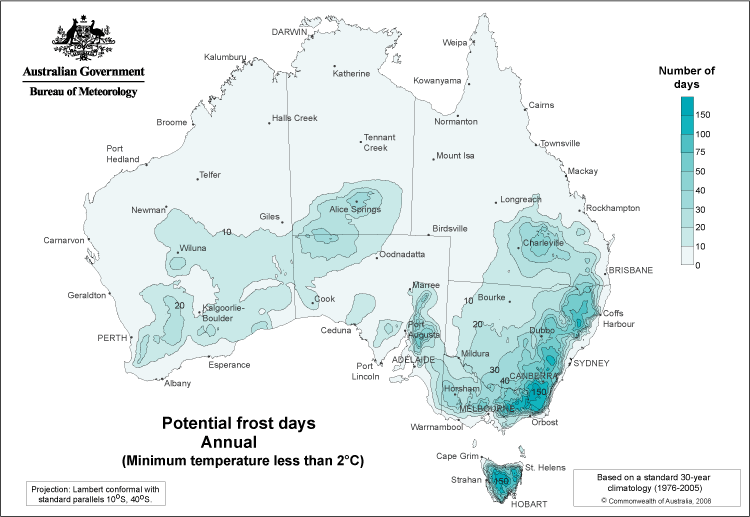 Australian Government
Bureau of Meteorology
DARWIN
Weipa
Kalumburu
Katherine
Kowanyama
Number of
days
Cairns
Broome
Halls Creek
Normanton
150
Tennant
Creek
Townsville
100
Port
Hedland
Mount Isa
75
Telfer
Mackay
50
Newman
Alice Springs
Longreach
Rockhampton
40
Giles
30
10
Birdsville
Carnarvon
Wiluna
Charleville
20
Oodnadatta
10
BRISBANE
0
Marree
Geraldton
20
Cook
10
Bourke
Kalgoorlie-
Boulder
Coffs
Harbour
Ceduna
Port
Augusta
20
Dubbo
PERTH
Mildura
SYDNEY
Esperance
ADELAIDE
Port
Lincoln
30
CANBERRA
Albany
40
Horsham
150
MELBOURNE
Warrnambool
Orbost
Potential frost days
Annual
(Minimum temperature less than 2°C)
Cape Grim
St. Helens
Strahan
150
HOBART
Projection: Lambert conformal with
standard parallels 10°S, 40°S.
Based on a standard 30-year
climatology (1976-2005)
© Commonwealth of Australia, 2008